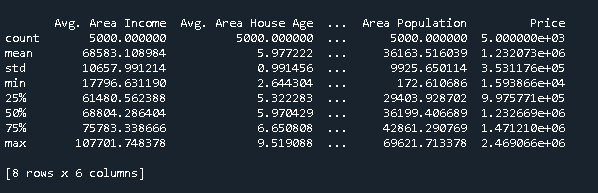 Avg. Area Income Avg. Area House Age ... Area Population Price
count 5000.000000 5000.000000 ... 5000.000000 5.000000e+03
mean 68583.108984 5.977222 ... 36163.516039 1.232073e+06
std 10657.991214 0.991456 ... 9925.650114 3.531176e+05
min 17796.631190 2.644304 ... 172.610686 1.593866e+04
25% 61480.562388 5.322283 ... 29403.928702 9.975771e+05
50% 68804.286404 5.970429 ... 36199.406689 1.232669e+06
75% 75783.338666 6.650808 ... 42861.290769 1.471210e+06
max 107701.748378 9.519088 ... 69621.713378 2.469066e+06
[8 rows x 6 columns]